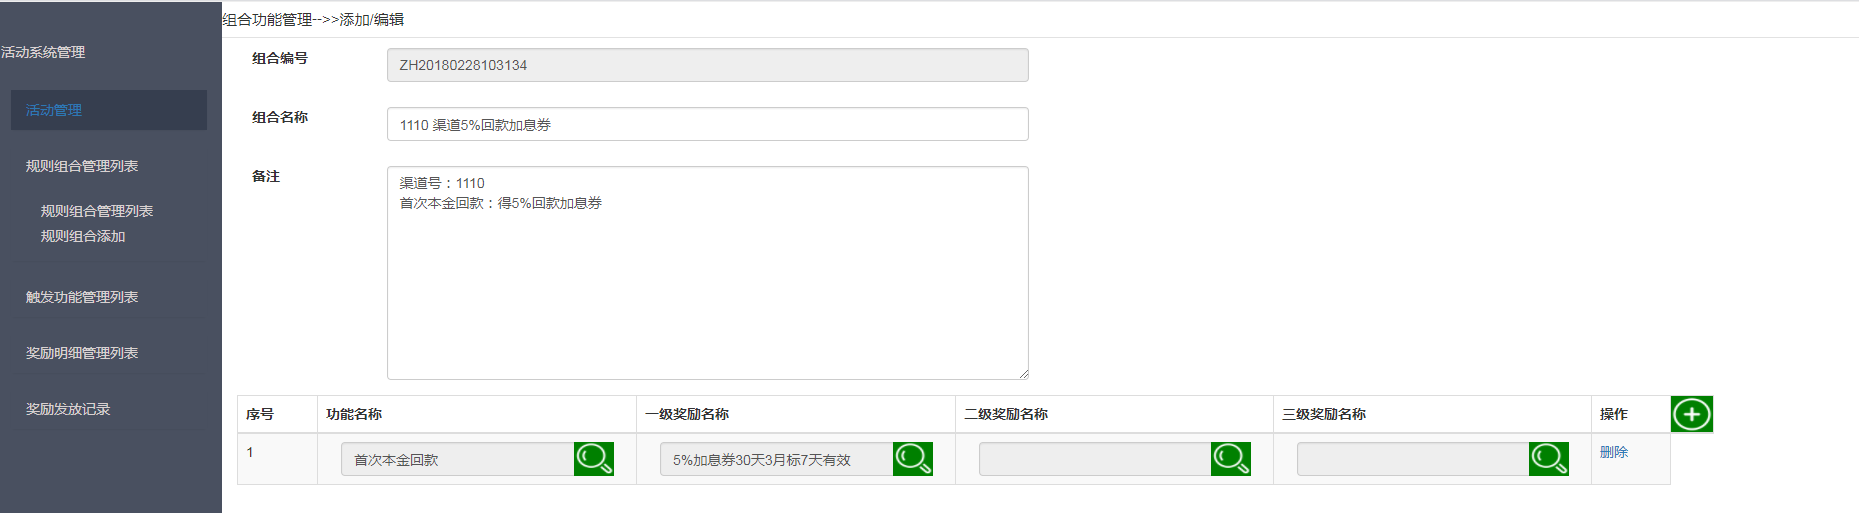 组合功能管理-->>添加/编辑
活动系统管理
活动管理
规则组合管理列表
规则组合管理列表
规则组合添加
触发功能管理列表
奖励明细管理列表
奖励发放记录
组合编号
ZH20180228103134
组合名称
1110 渠道5%回款加息券
备注
渠道号：1110
首次本金回款：得5%回款加息券
序号 功能名称 一级奖励名称 二级奖励名称 三级奖励名称 操作
1 首次本金回款 5%加息券30天3月标7天有效 删除